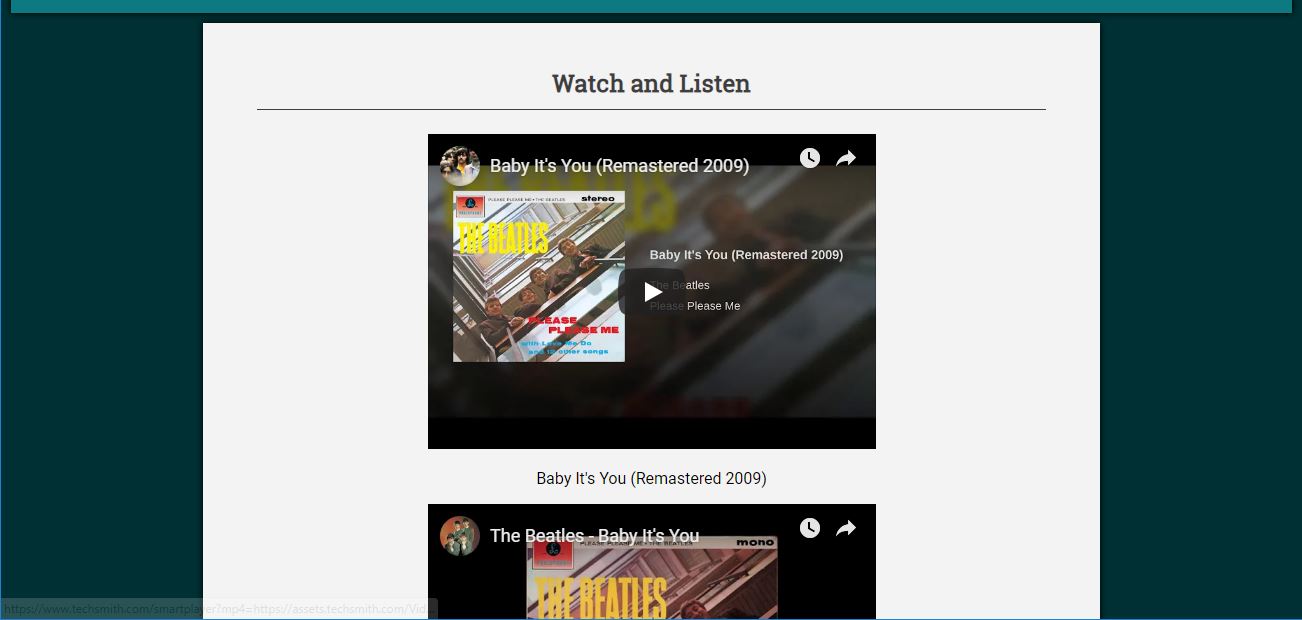 Watch and Listen
Baby It's You (Remastered 2009)
PLEASE PLEASE ME • THE BEATLES stereo
THE BEATLES
PLEASE
PLEASE ME
with Love Me Do
and 12 other songs
Baby It's You (Remastered 2009)
The Beatles
Please Please Me
Baby It's You (Remastered 2009)
The Beatles - Baby It's You
PLEASE PLEASE ME • THE BEATLES mono
THE BEATLES
https://www.techsmith.com/smartplayer?mp4=https://assets.techsmith.com/Vid...